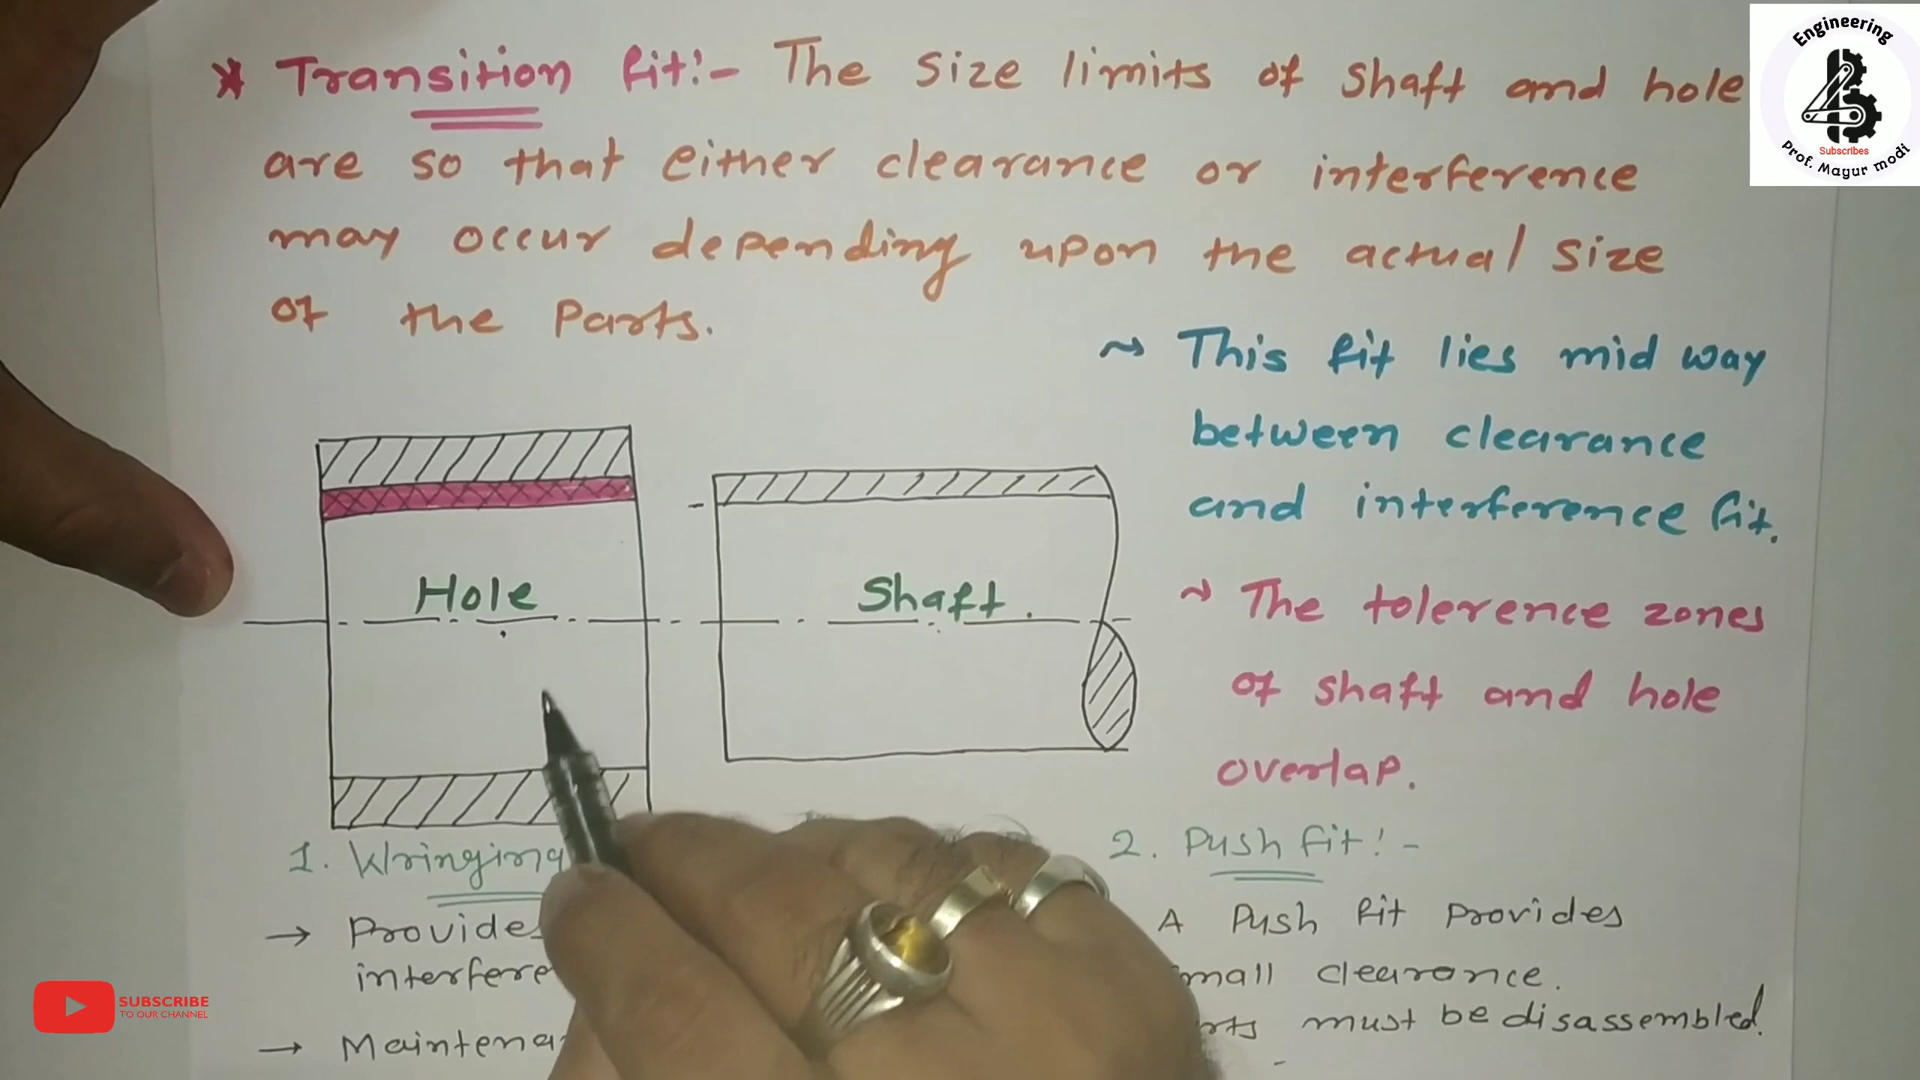 * Transition fit:- The size limits of shaft and hole
are so that either clearance or interference
may occur depending upon the actual size
of the Parts.
~ This fit lies mid way
between clearance
and interference fit.
~ The tolerence zones
of shaft and hole
overlap.
Hole
Shaft.
1. Wringing
→ Provide
interfere
→ Maintena
2. Push fit:-
A Push fit provides
mall clearance.
rts must be disassembled.
Engineering
Subscribes
Prof. Mayur modi
SUBSCRIBE
TO OUR CHANNEL